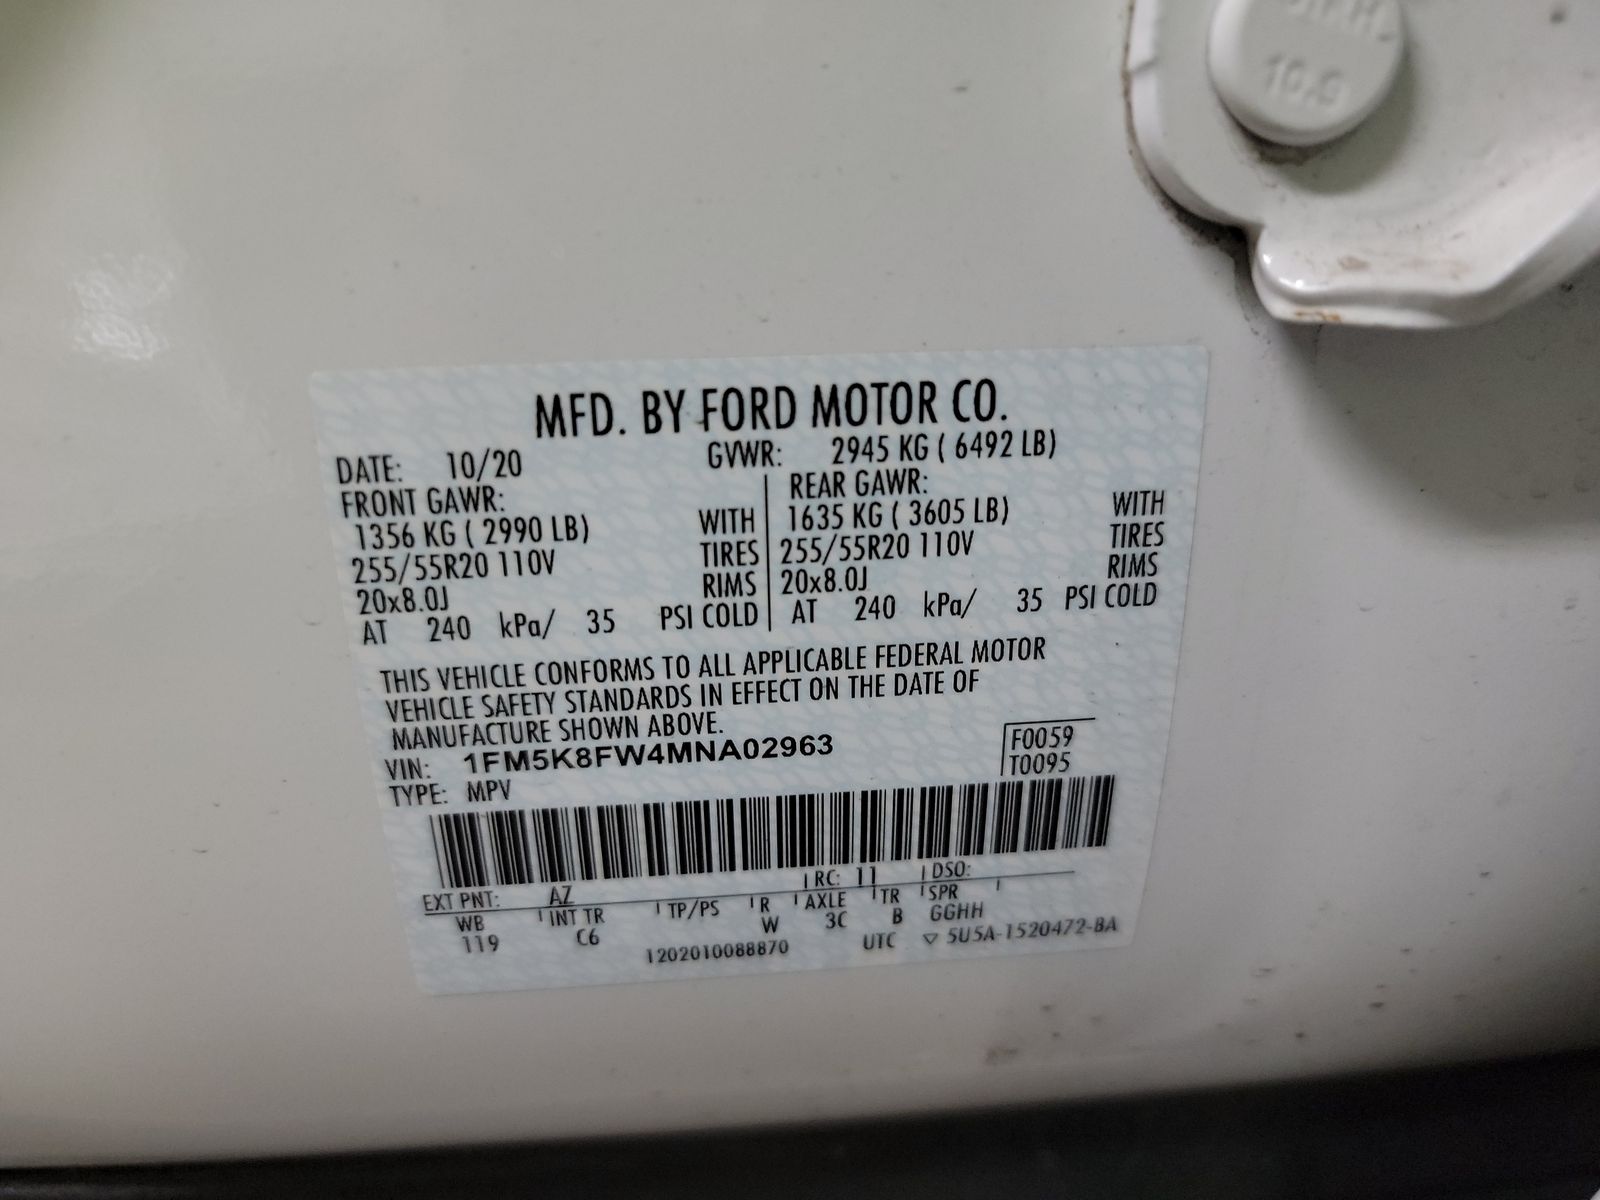 10.9
MFD. BY FORD MOTOR CO.
DATE: 10/20 GVWR: 2945 KG ( 6492 LB)
FRONT GAWR: REAR GAWR:
1356 KG ( 2990 LB) WITH 1635 KG ( 3605 LB) WITH
255/55R20 110V TIRES 255/55R20 110V TIRES
20x8.0J RIMS 20x8.0J RIMS
AT 240 kPa/ 35 PSI COLD AT 240 kPa/ 35 PSI COLD
THIS VEHICLE CONFORMS TO ALL APPLICABLE FEDERAL MOTOR
VEHICLE SAFETY STANDARDS IN EFFECT ON THE DATE OF
MANUFACTURE SHOWN ABOVE.
VIN: 1FM5K8FW4MNA02963 F0059
TYPE: MPV T0095
EXT PNT: AZ RC: 11 DSO:
WB INT TR TP/PS R AXLE TR SPR
119 C6 W 3C B GGHH
1202010088870 UTC ▽ 5U5A-1520472-BA